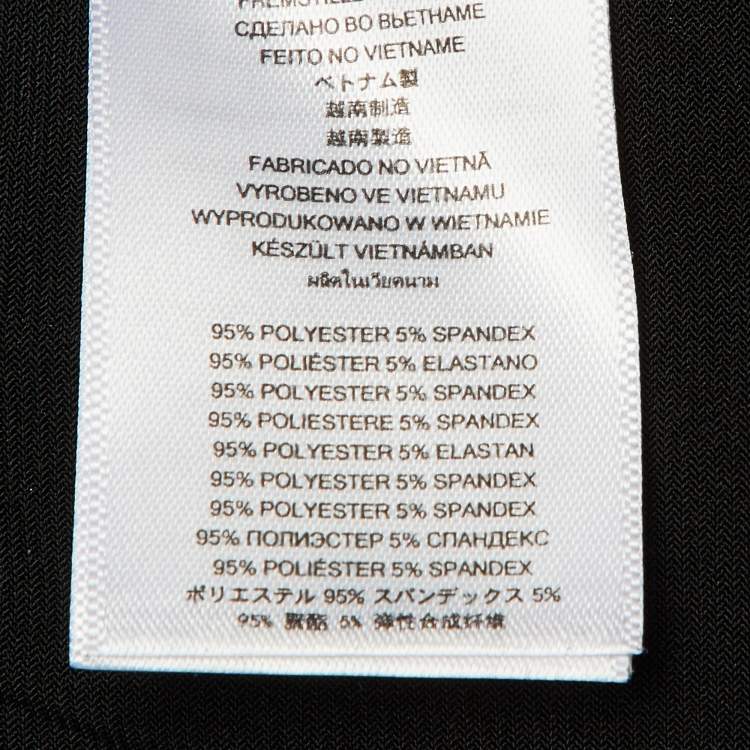 FREMSTILLE
СДЕЛАНО ВО ВЬЕТНАМЕ
FEITO NO VIETNAME
ベトナム製
越南制造
越南製造
FABRICADO NO VIETNÃ
VYROBENO VE VIETNAMU
WYPRODUKOWANO W WIETNAMIE
KÉSZÜLT VIETNÁMBAN
ผลิตในเวียดนาม
95% POLYESTER 5% SPANDEX
95% POLIÉSTER 5% ELASTANO
95% POLYESTER 5% SPANDEX
95% POLIESTERE 5% SPANDEX
95% POLYESTER 5% ELASTAN
95% POLYESTER 5% SPANDEX
95% POLYESTER 5% SPANDEX
95% ПОЛИЭСТЕР 5% СПАНДЕКС
95% POLIÉSTER 5% SPANDEX
ポリエステル 95% スパンデックス 5%
95% 聚酯 5% 弹性合成纤维